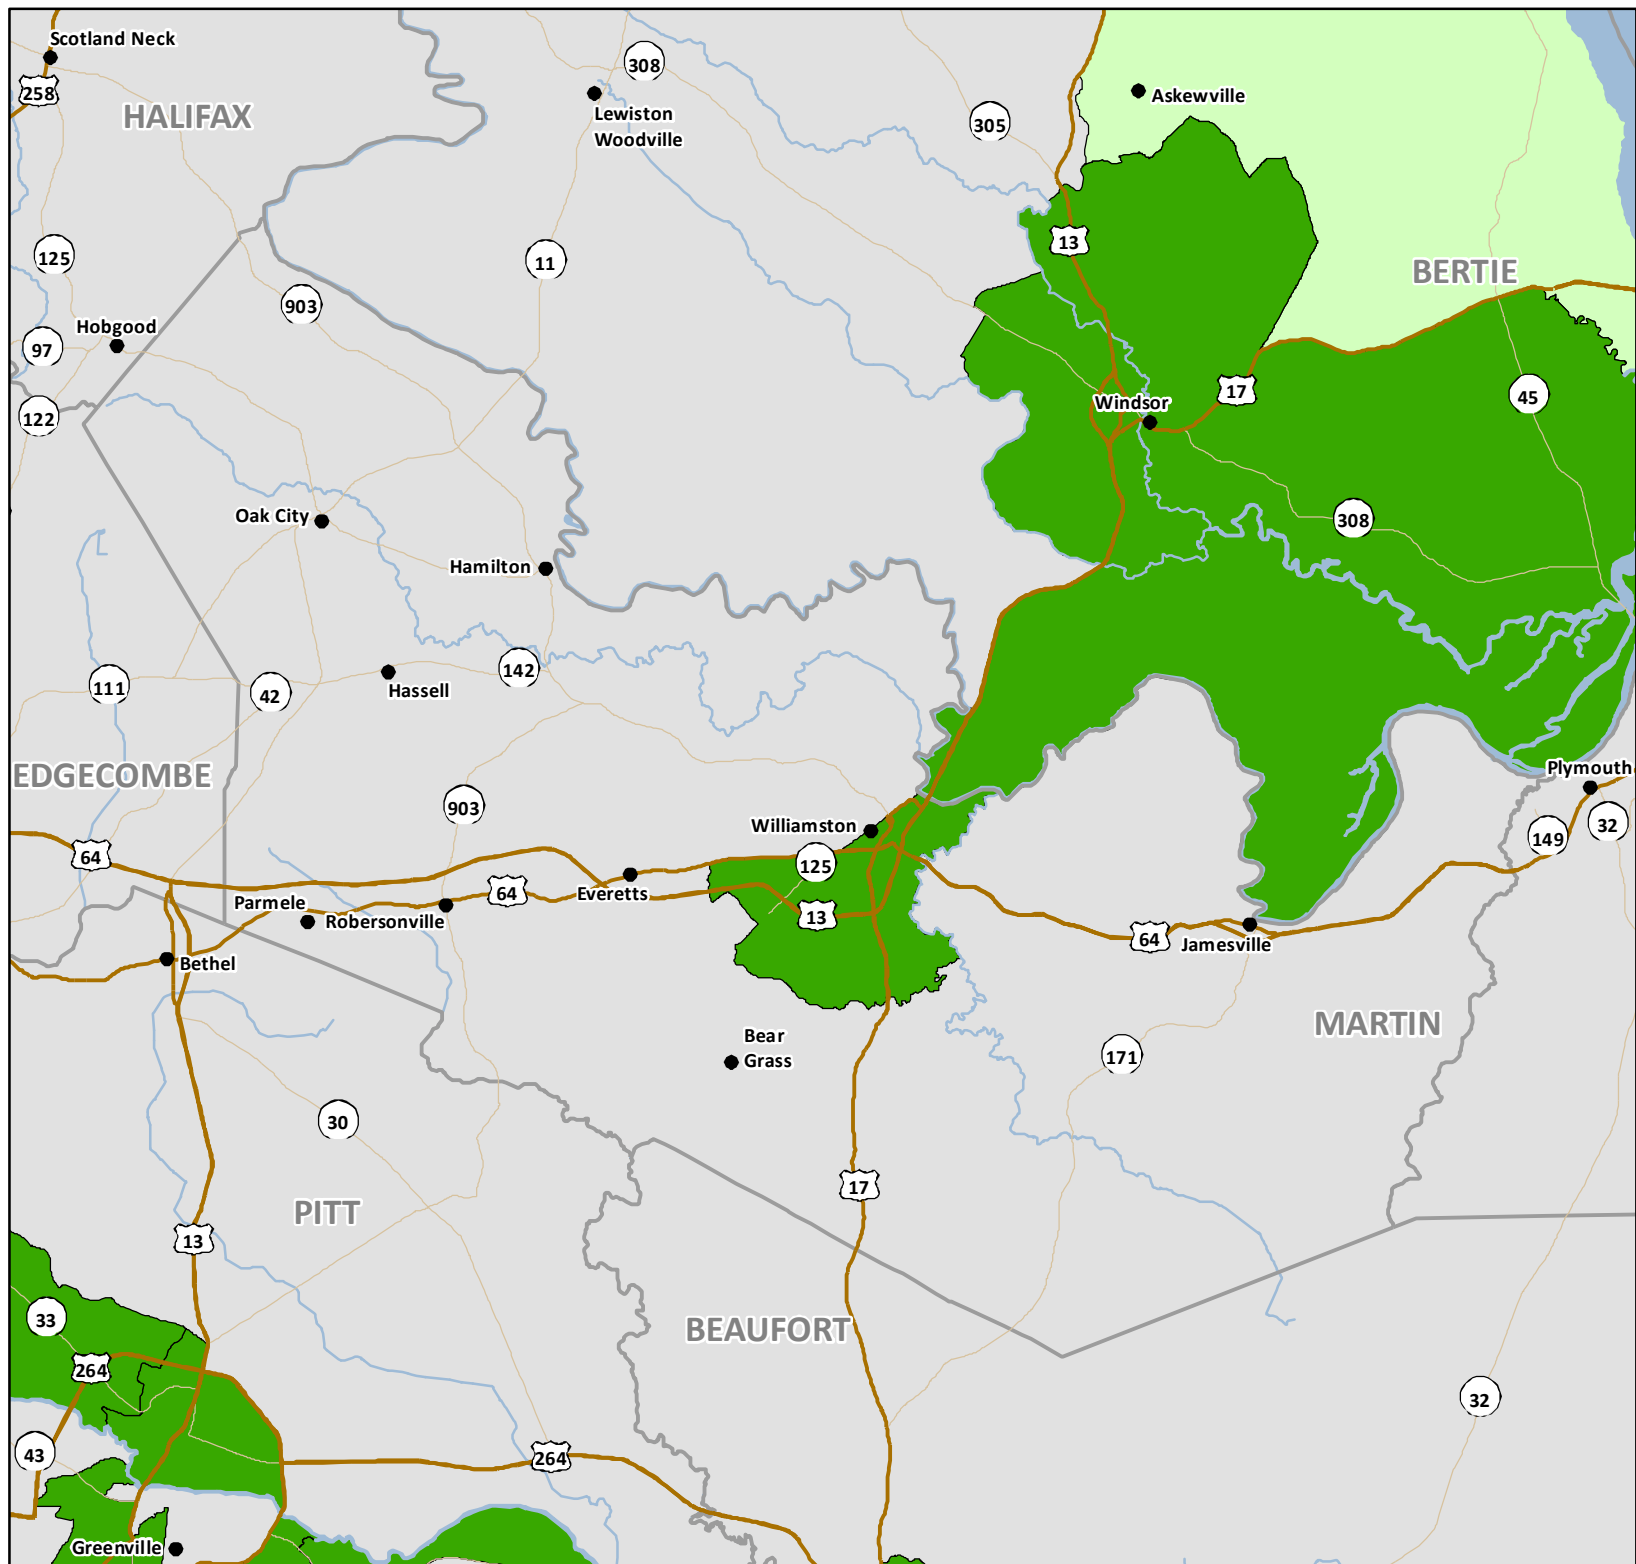 Scotland Neck
308
258
Askewville
HALIFAX
Lewiston
Woodville
305
13
125
11
BERTIE
903
Hobgood
97
17
45
Windsor
122
Oak City
308
Hamilton
142
111
42
Hassell
EDGECOMBE
Plymouth
903
Williamston
32
149
64
125
Everetts
64
Parmele
Robersonville
13
64
Jamesville
Bethel
MARTIN
Bear
Grass
171
30
17
PITT
13
33
BEAUFORT
264
32
43
264
Greenville